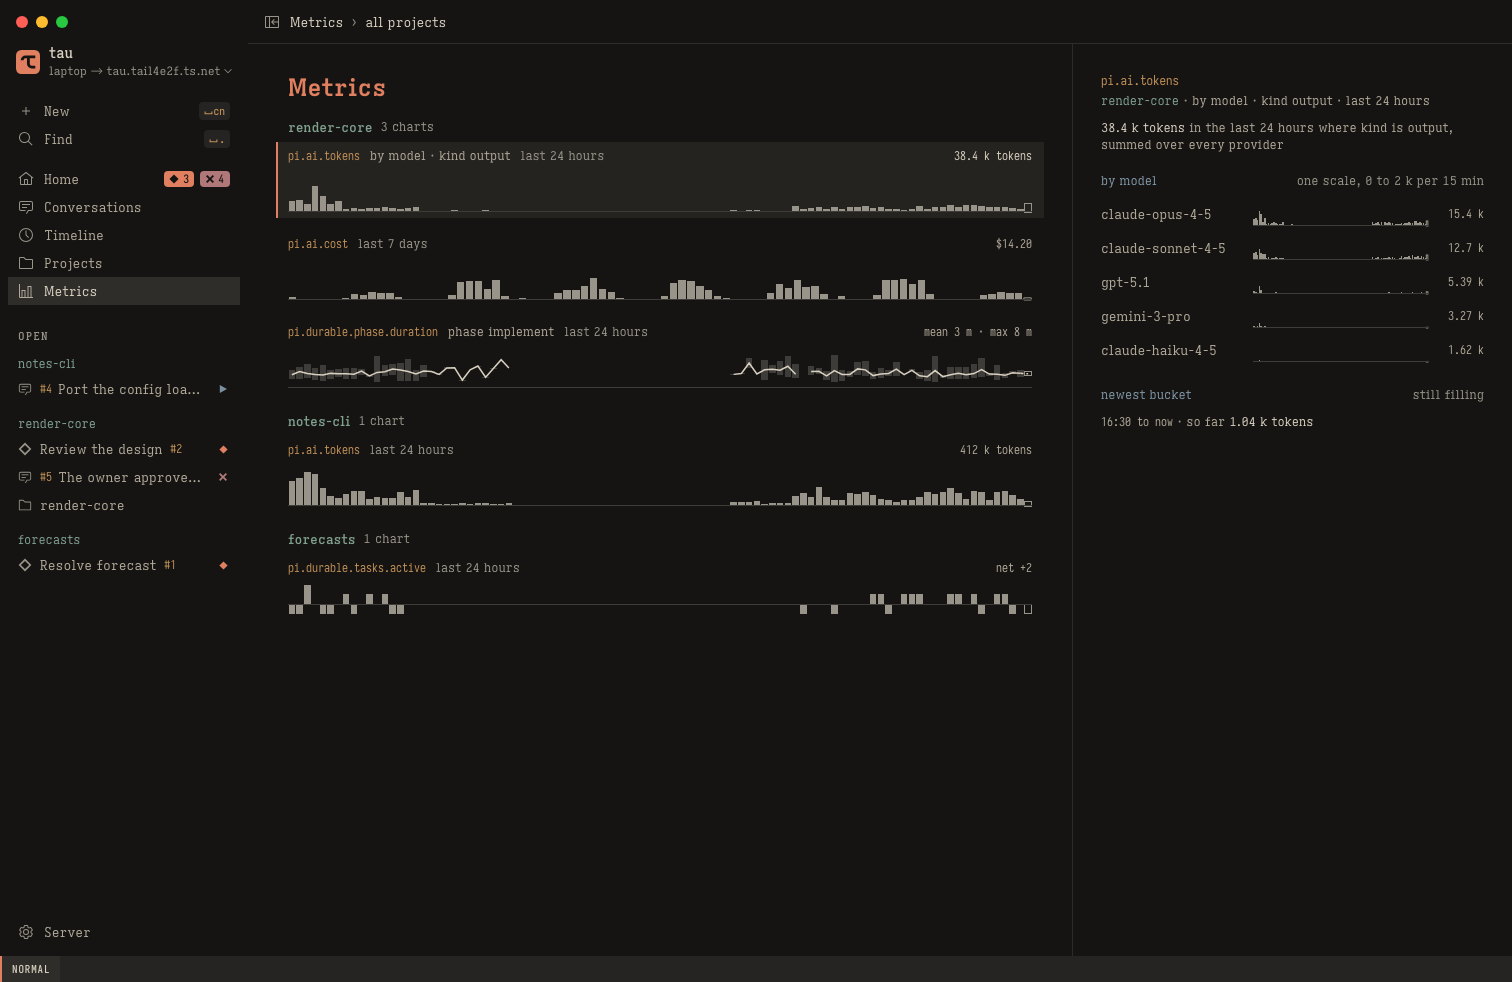 Metrics › all projects
tau
laptop → tau.tail4e2f.ts.net
New
cn
Find
.
Home
3
4
Conversations
Timeline
Projects
Metrics
OPEN
notes-cli
#4 Port the config loa...
render-core
Review the design #2
#5 The owner approve...
render-core
forecasts
Resolve forecast #1
Server
NORMAL
Metrics
render-core 3 charts
pi.ai.tokens by model · kind output last 24 hours 38.4 k tokens
pi.ai.cost last 7 days $14.20
pi.durable.phase.duration phase implement last 24 hours mean 3 m · max 8 m
notes-cli 1 chart
pi.ai.tokens last 24 hours 412 k tokens
forecasts 1 chart
pi.durable.tasks.active last 24 hours net +2
pi.ai.tokens
render-core · by model · kind output · last 24 hours
38.4 k tokens in the last 24 hours where kind is output,
summed over every provider
by model one scale, 0 to 2 k per 15 min
claude-opus-4-5 15.4 k
claude-sonnet-4-5 12.7 k
gpt-5.1 5.39 k
gemini-3-pro 3.27 k
claude-haiku-4-5 1.62 k
newest bucket still filling
16:30 to now · so far 1.04 k tokens